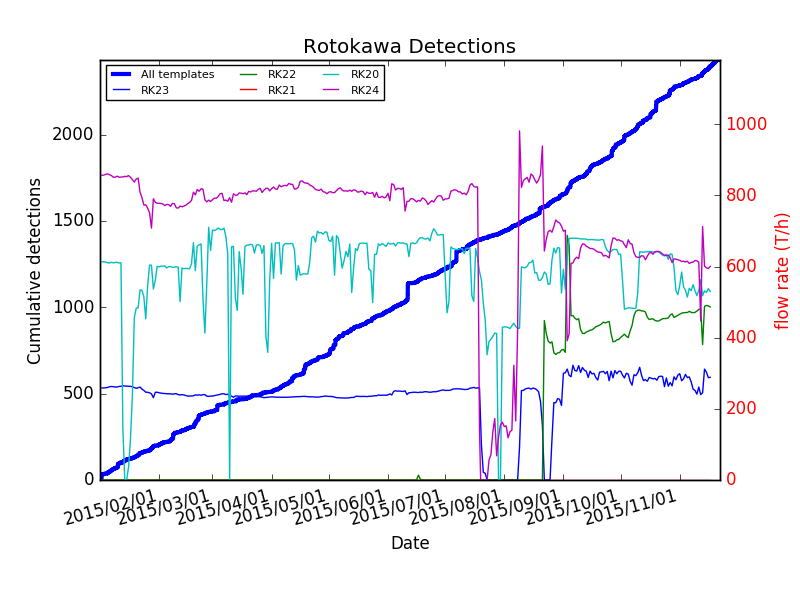 Rotokawa Detections
All templates RK22 RK20
RK23 RK21 RK24
Cumulative detections
2000
1500
1000
500
0
1000
800
600
400
200
0
flow rate (T/h)
2015/02/01 2015/03/01 2015/04/01 2015/05/01 2015/06/01 2015/07/01 2015/08/01 2015/09/01 2015/10/01 2015/11/01
Date